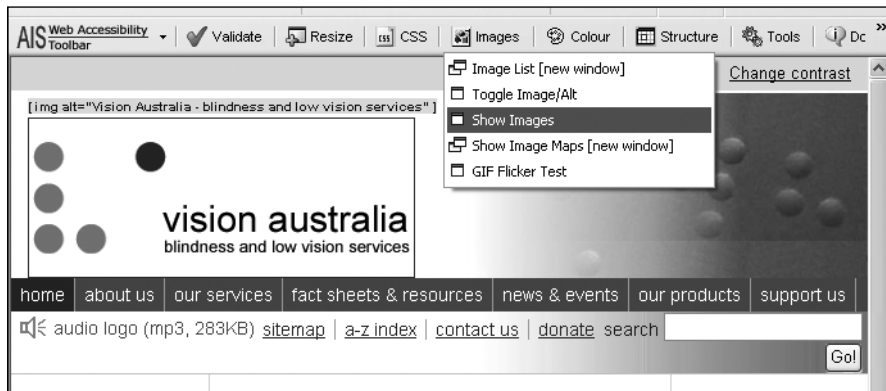 AIS Web Accessibility Toolbar Validate Resize CSS Images Colour Structure Tools Dc »
Image List [new window]
Toggle Image/Alt
Show Images
Show Image Maps [new window]
GIF Flicker Test
Change contrast
[img alt="Vision Australia - blindness and low vision services" ]
vision australia
blindness and low vision services
home about us our services fact sheets & resources news & events our products support us
audio logo (mp3, 283KB) sitemap | a-z index | contact us | donate search
Go!